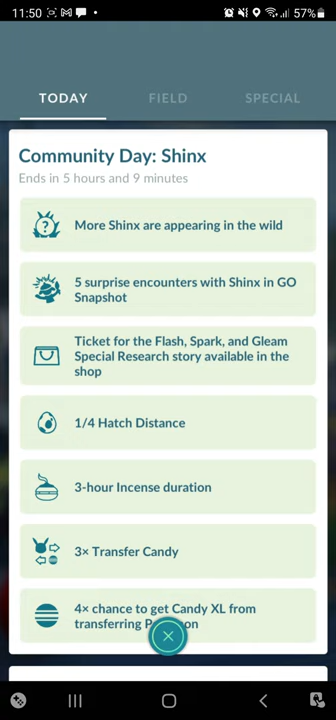 11:50
57%
TODAY
FIELD
SPECIAL
Community Day: Shinx
Ends in 5 hours and 9 minutes
More Shinx are appearing in the wild
5 surprise encounters with Shinx in GO
Snapshot
Ticket for the Flash, Spark, and Gleam
Special Research story available in the
shop
1/4 Hatch Distance
3-hour Incense duration
3× Transfer Candy
4× chance to get Candy XL from
transferring